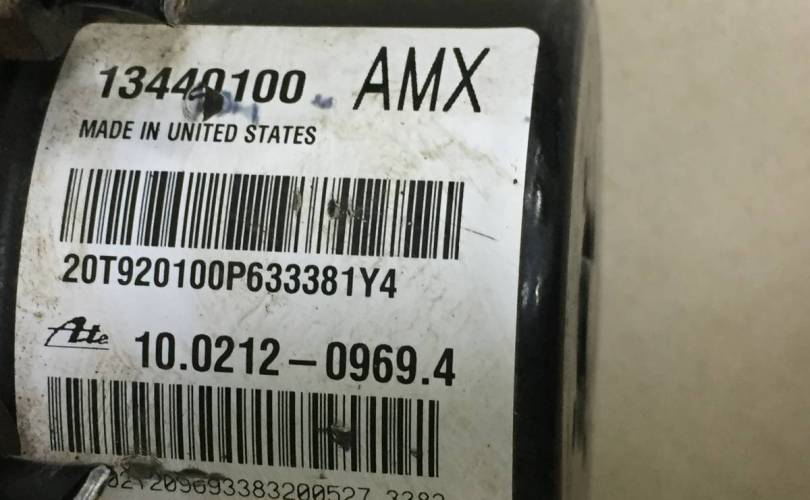 13440100 AMX
MADE IN UNITED STATES
20T920100P633381Y4
Ate 10.0212-0969.4